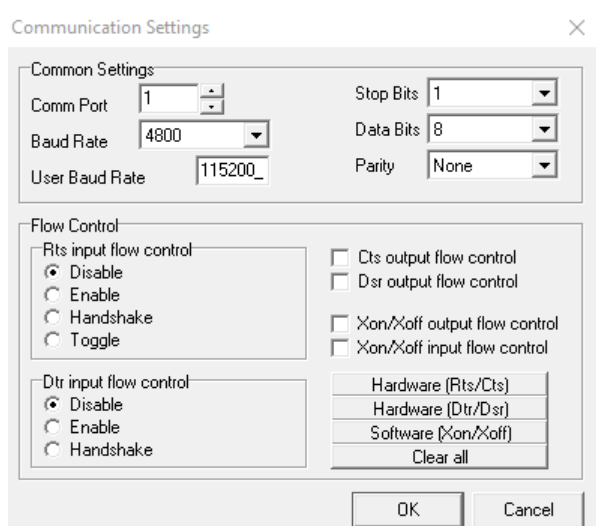 Communication Settings
Common Settings
Comm Port 1
Baud Rate 4800
User Baud Rate 115200_
Stop Bits 1
Data Bits 8
Parity None
Flow Control
Rts input flow control
Disable
Enable
Handshake
Toggle
Cts output flow control
Dsr output flow control
Xon/Xoff output flow control
Xon/Xoff input flow control
Dtr input flow control
Disable
Enable
Handshake
Hardware (Rts/Cts)
Hardware (Dtr/Dsr)
Software (Xon/Xoff)
Clear all
OK
Cancel